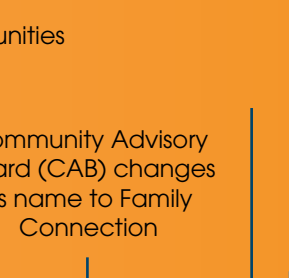 unities
ommunity Advisory
ard (CAB) changes
s name to Family
Connection